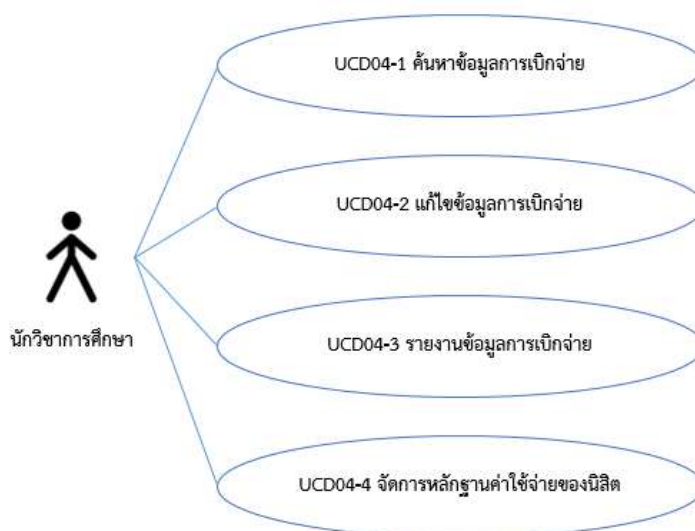 UCD04-1 ค้นหาข้อมูลการเบิกจ่าย
UCD04-2 แก้ไขข้อมูลการเบิกจ่าย
นักวิชาการศึกษา
UCD04-3 รายงานข้อมูลการเบิกจ่าย
UCD04-4 จัดการหลักฐานค่าใช้จ่ายของนิสิต